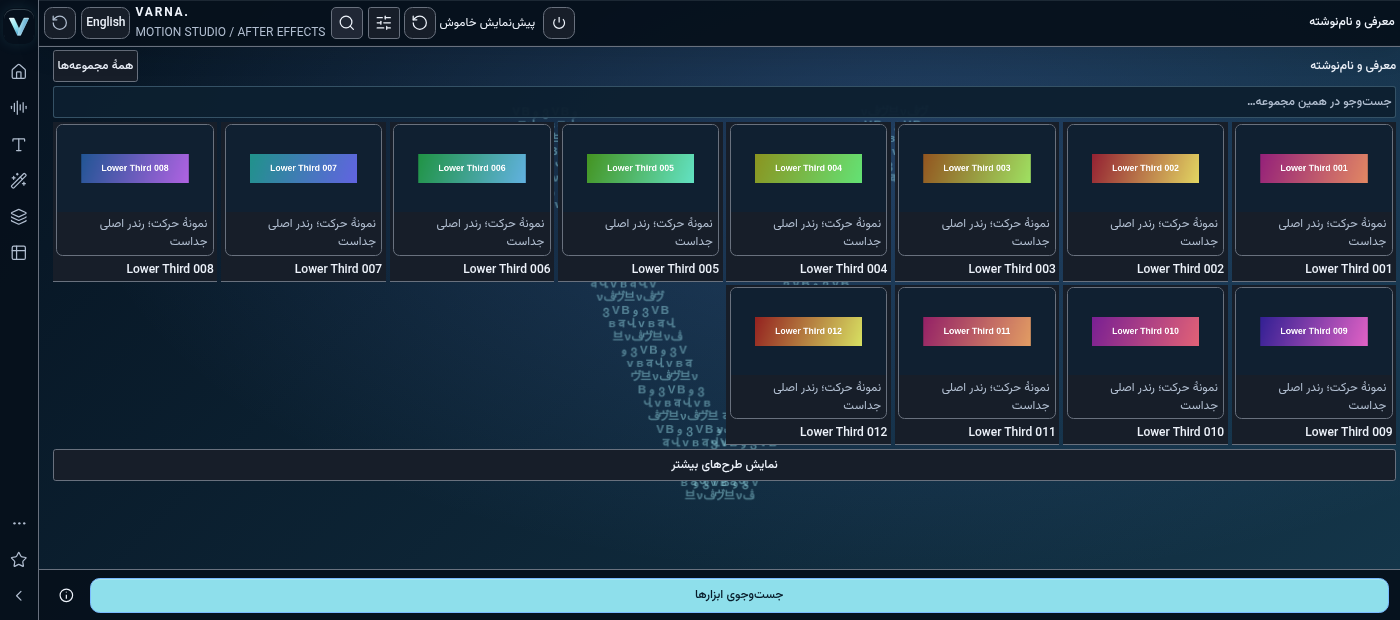 English
VARNA.
MOTION STUDIO / AFTER EFFECTS
پیش‌نمایش خاموش
معرفی و نام‌نوشته
همهٔ مجموعه‌ها
معرفی و نام‌نوشته
جست‌وجو در همین مجموعه…
Lower Third 001
Lower Third 002
Lower Third 003
Lower Third 004
Lower Third 005
Lower Third 006
Lower Third 007
Lower Third 008
نمونهٔ حرکت؛ رندر اصلی
جداست
نمونهٔ حرکت؛ رندر اصلی
جداست
نمونهٔ حرکت؛ رندر اصلی
جداست
نمونهٔ حرکت؛ رندر اصلی
جداست
نمونهٔ حرکت؛ رندر اصلی
جداست
نمونهٔ حرکت؛ رندر اصلی
جداست
نمونهٔ حرکت؛ رندر اصلی
جداست
نمونهٔ حرکت؛ رندر اصلی
جداست
Lower Third 001
Lower Third 002
Lower Third 003
Lower Third 004
Lower Third 005
Lower Third 006
Lower Third 007
Lower Third 008
Lower Third 009
Lower Third 010
Lower Third 011
Lower Third 012
نمونهٔ حرکت؛ رندر اصلی
جداست
نمونهٔ حرکت؛ رندر اصلی
جداست
نمونهٔ حرکت؛ رندر اصلی
جداست
نمونهٔ حرکت؛ رندر اصلی
جداست
Lower Third 009
Lower Third 010
Lower Third 011
Lower Third 012
نمایش طرح‌های بیشتر
جست‌وجوی ابزارها